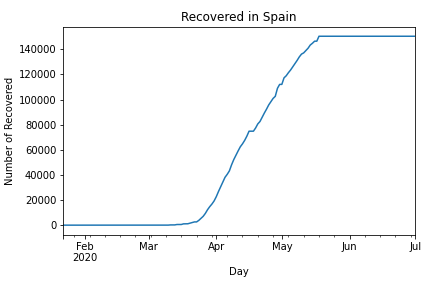 Recovered in Spain
Number of Recovered
140000
120000
100000
80000
60000
40000
20000
0
Feb
2020
Mar
Apr
May
Jun
Jul
Day